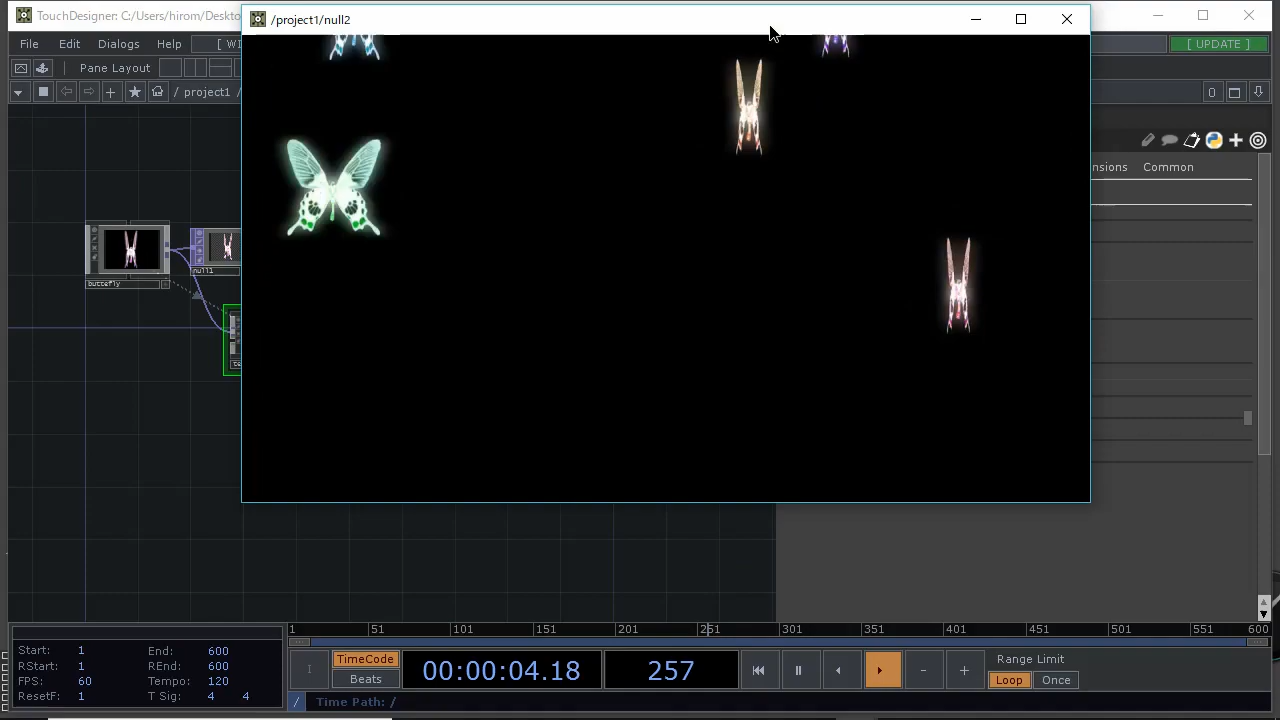 TouchDesigner: C:/Users/hirom/Deskto
/project1/null2
File Edit Dialogs Help [ WI
[ UPDATE ]
Pane Layout
/ project1 /
0
nsions Common
null1
buttefly
te
1 51 101 151 201 251 301 351 401 451 501 551 600
Start: 1 End: 600
RStart: 1 REnd: 600
FPS: 60 Tempo: 120
ResetF: 1 T Sig: 4 4
TimeCode
Beats
00:00:04.18
257
Range Limit
Loop Once
/ Time Path: /